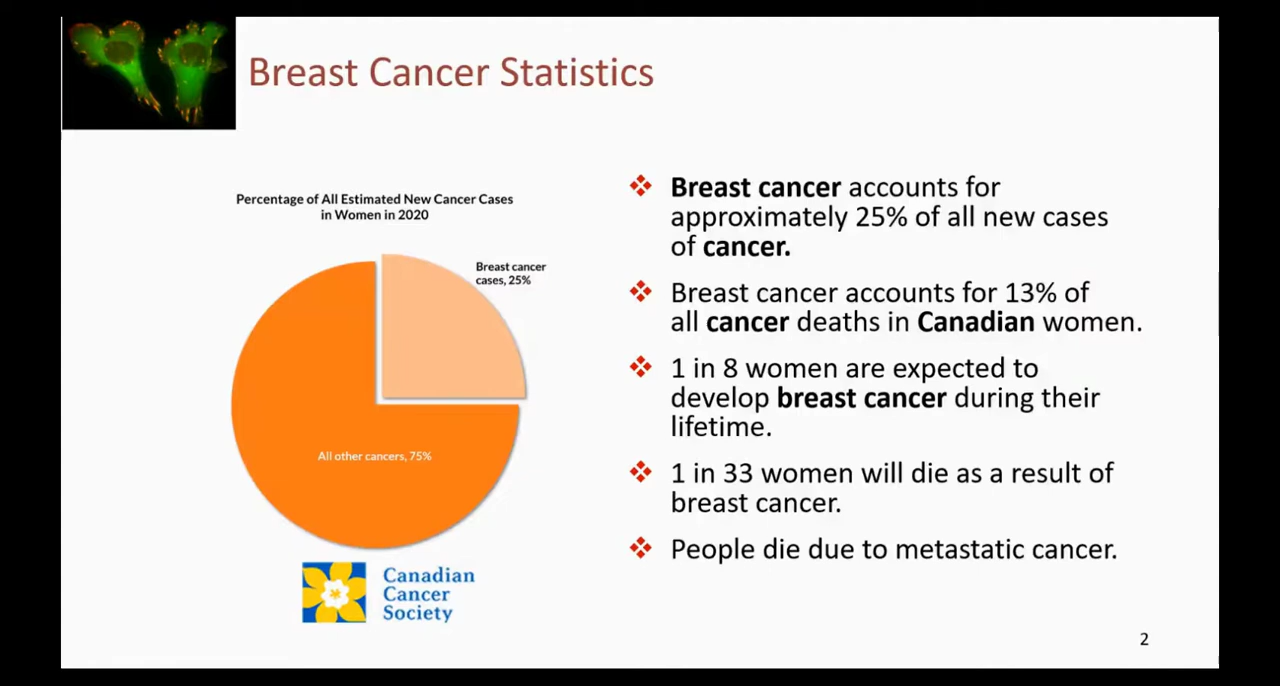 Breast Cancer Statistics
Percentage of All Estimated New Cancer Cases
in Women in 2020
Breast cancer
cases, 25%
All other cancers, 75%
Canadian
Cancer
Society
Breast cancer accounts for
approximately 25% of all new cases
of cancer.
Breast cancer accounts for 13% of
all cancer deaths in Canadian women.
1 in 8 women are expected to
develop breast cancer during their
lifetime.
1 in 33 women will die as a result of
breast cancer.
People die due to metastatic cancer.
2